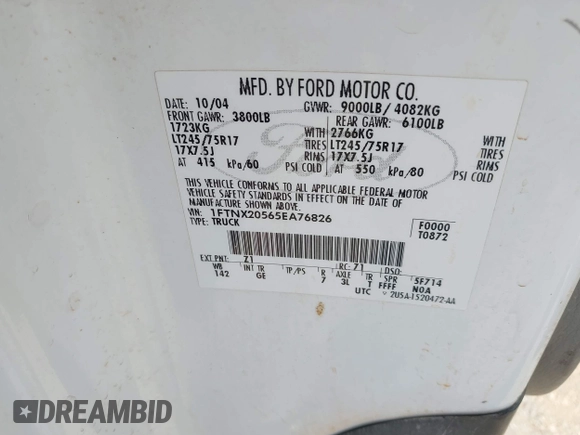 MFD. BY FORD MOTOR CO.
DATE: 10/04 GVWR: 9000LB/ 4082KG
FRONT GAWR: 3800LB REAR GAWR: 6100LB
1723KG WITH 2766KG WITH
LT245/75R17 TIRES LT245/75R17 TIRES
17X7.5J RIMS 17X7.5J RIMS
AT 415 kPa/60 PSI COLD AT 550 kPa/80 PSI COLD
Ford
THIS VEHICLE CONFORMS TO ALL APPLICABLE FEDERAL MOTOR
VEHICLE SAFETY STANDARDS IN EFFECT ON THE DATE OF
MANUFACTURE SHOWN ABOVE.
VIN: 1FTNX20565EA76826 F0000
TYPE: TRUCK T0872
EXT PNT: Z1 RC: 71 DSO:
WB INT TR TP/PS R AXLE TR SPR 5F714
142 GE 7 3L T FFFF N0A
UTC 2U5A-1520472-AA
DREAMBID